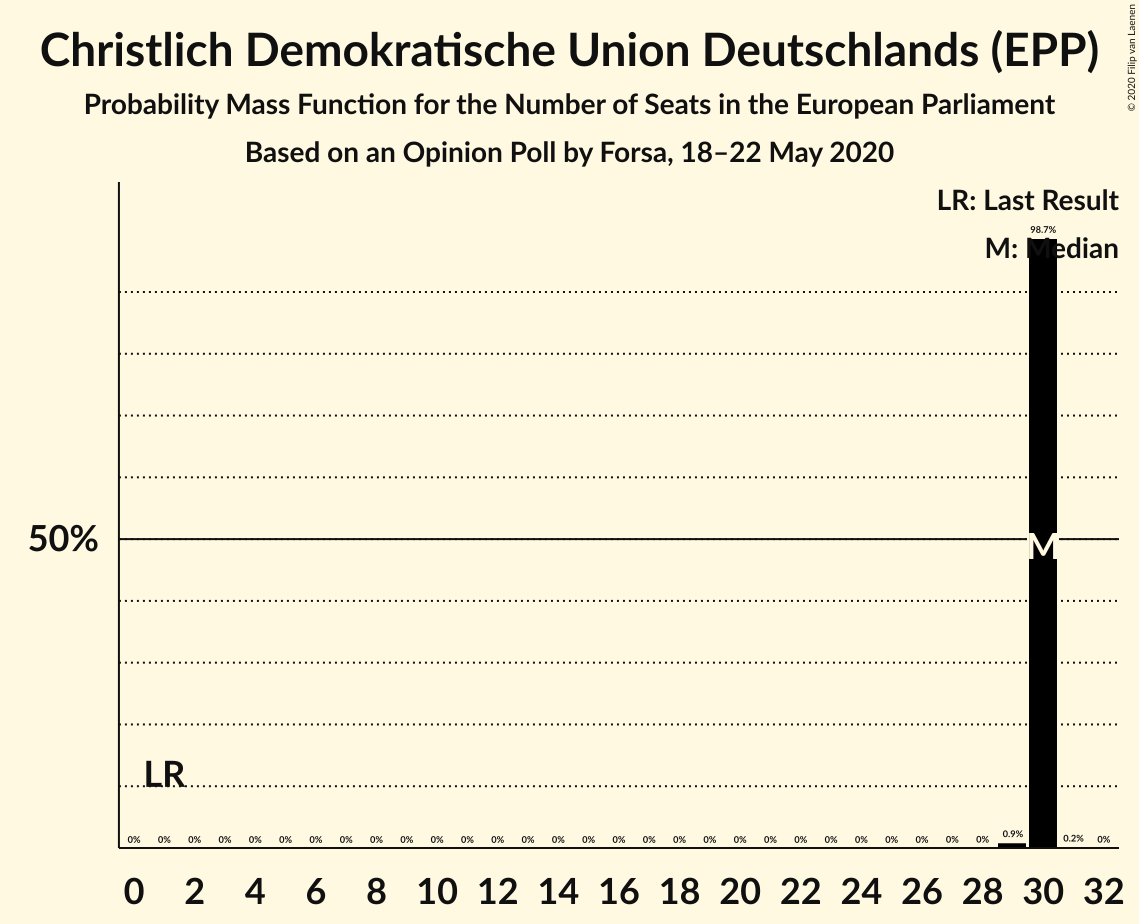 Christlich Demokratische Union Deutschlands (EPP)
Probability Mass Function for the Number of Seats in the European Parliament
Based on an Opinion Poll by Forsa, 18–22 May 2020
© 2020 Filip van Laenen
LR: Last Result
98.7%
M: Median
50%
M
LR
0% 0% 0% 0% 0% 0% 0% 0% 0% 0% 0% 0% 0% 0% 0% 0% 0% 0% 0% 0% 0% 0% 0% 0% 0% 0% 0% 0% 0% 0.9% 0.2% 0%
0 2 4 6 8 10 12 14 16 18 20 22 24 26 28 30 32